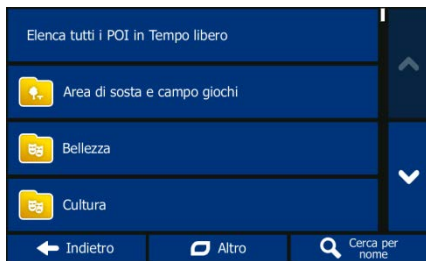 Elenca tutti i POI in Tempo libero
Area di sosta e campo giochi
Bellezza
Cultura
Indietro
Altro
Cerca per
nome